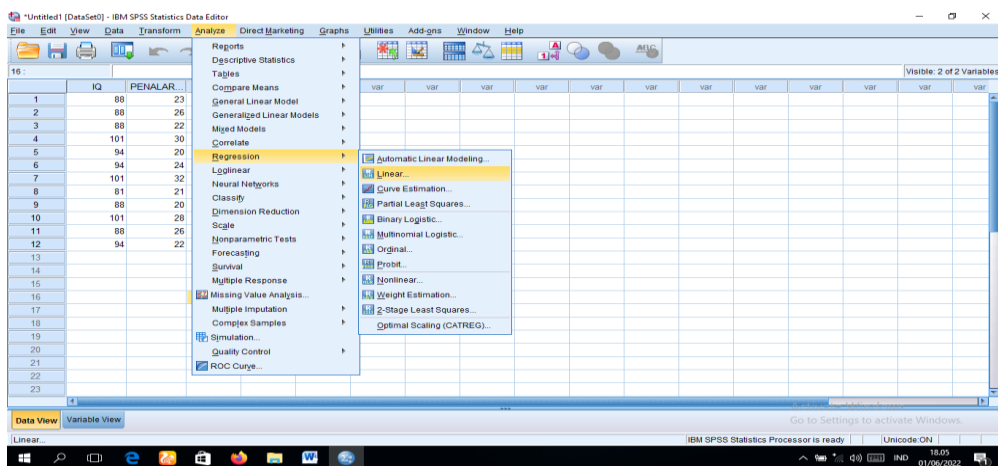 *Untitled1 [DataSet0] - IBM SPSS Statistics Data Editor
File Edit View Data Transform Analyze Direct Marketing Graphs Utilities Add-ons Window Help
16 :
Visible: 2 of 2 Variables
IQ PENALAR... var var var var var var var var var var var var
1 88 23
2 88 26
3 88 22
4 101 30
5 94 20
6 94 24
7 101 32
8 81 21
9 88 20
10 101 28
11 88 26
12 94 22
13
14
15
16
17
18
19
20
21
22
23
Reports
Descriptive Statistics
Tables
Compare Means
General Linear Model
Generalized Linear Models
Mixed Models
Correlate
Regression
Loglinear
Neural Networks
Classify
Dimension Reduction
Scale
Nonparametric Tests
Forecasting
Survival
Multiple Response
Missing Value Analysis...
Multiple Imputation
Complex Samples
Simulation...
Quality Control
ROC Curve...
Automatic Linear Modeling...
Linear...
Curve Estimation...
Partial Least Squares...
Binary Logistic...
Multinomial Logistic...
Ordinal...
Probit...
Nonlinear...
Weight Estimation...
2-Stage Least Squares...
Optimal Scaling (CATREG)...
Data View Variable View
Go to Settings to activate Windows.
Linear... IBM SPSS Statistics Processor is ready Unicode:ON
IND 18.05
01/06/2022